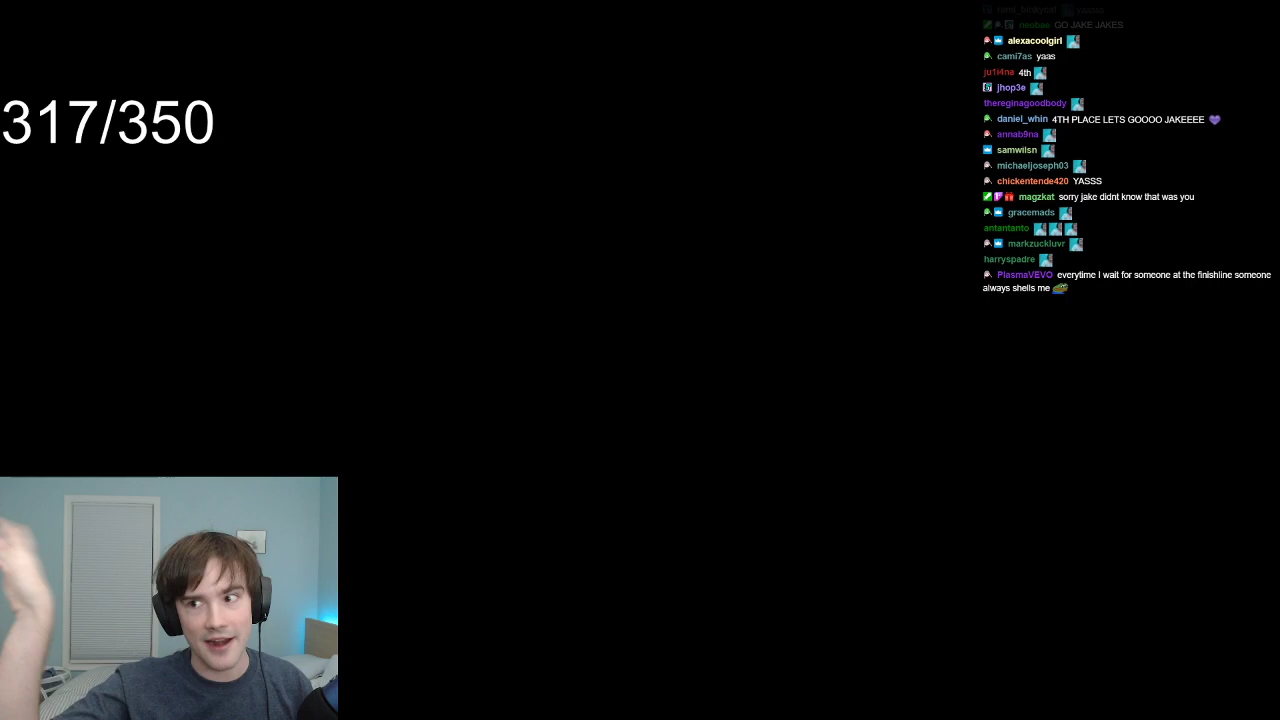 317/350
neobae GO JAKE JAKES
alexacoolgirl
cami7as yaas
ju1i4na 4th
jhop3e
thereginagoodbody
daniel_whin 4TH PLACE LETS GOOOO JAKEEEE
annab9na
samwilsn
michaeljoseph03
chickentende420 YASSS
magzkat sorry jake didnt know that was you
gracemads
antantanto
markzuckluvr
harryspadre
PlasmaVEVO everytime I wait for someone at the finishline someone
always shells me